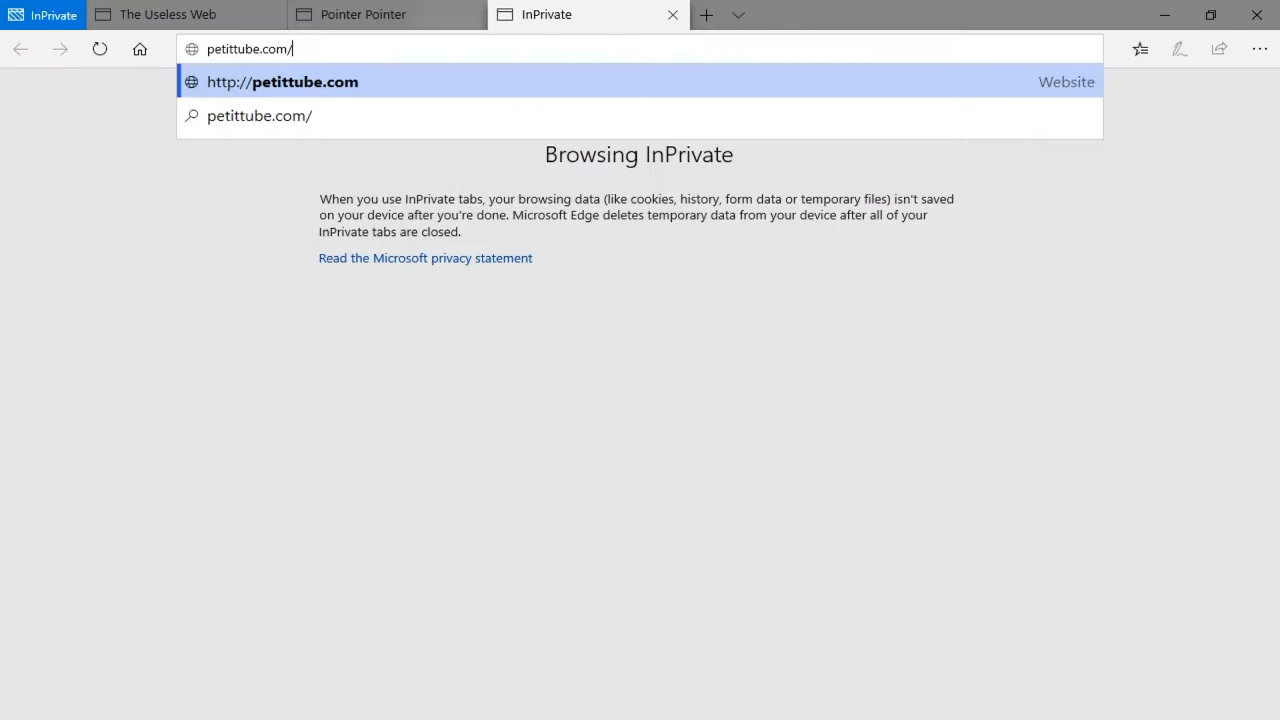 InPrivate The Useless Web Pointer Pointer InPrivate
petittube.com/
http://petittube.com Website
petittube.com/
Browsing InPrivate
When you use InPrivate tabs, your browsing data (like cookies, history, form data or temporary files) isn't saved
on your device after you're done. Microsoft Edge deletes temporary data from your device after all of your
InPrivate tabs are closed.
Read the Microsoft privacy statement